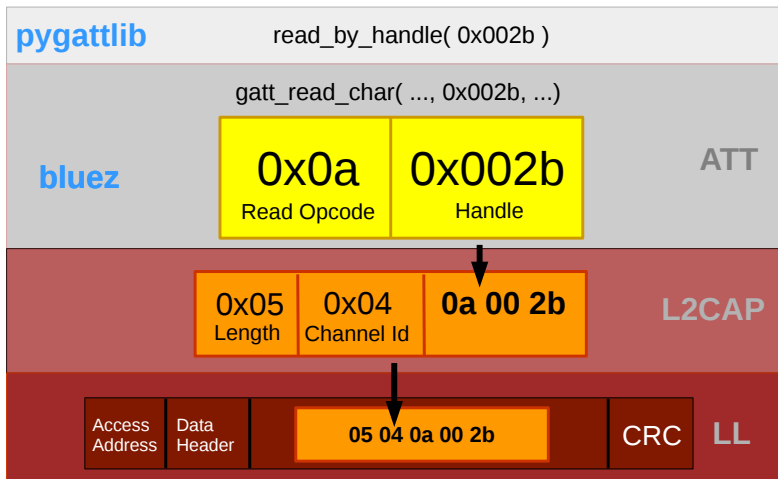 pygattlib
read_by_handle( 0x002b )
gatt_read_char( ..., 0x002b, ...)
bluez
0x0a
Read Opcode
0x002b
Handle
ATT
0x05
Length
0x04
Channel Id
0a 00 2b
L2CAP
Access
Address
Data
Header
05 04 0a 00 2b
CRC
LL